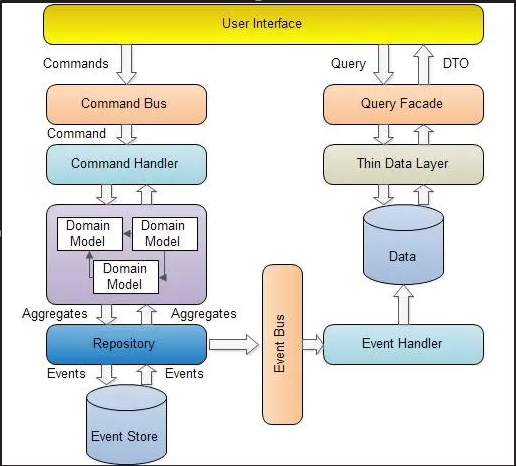 User Interface
Commands
Query
DTO
Command Bus
Query Facade
Command
Command Handler
Thin Data Layer
Domain
Model
Domain
Model
Domain
Model
Data
Aggregates
Aggregates
Repository
Event Bus
Event Handler
Events
Events
Event Store